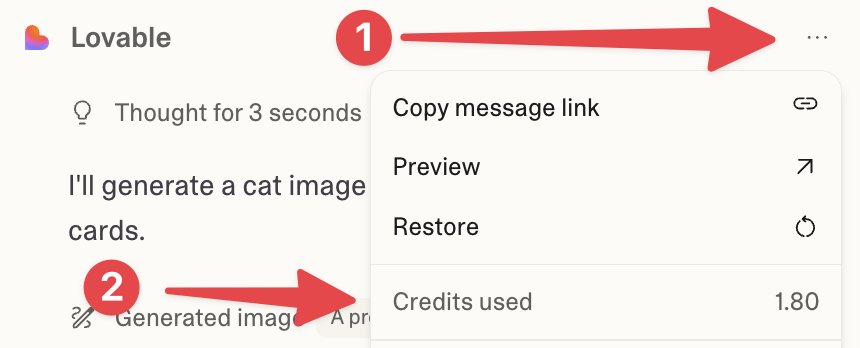 Lovable
1
...
Thought for 3 seconds
Copy message link
Preview
I'll generate a cat image
Restore
cards.
2
Credits used 1.80
Generated image
A pr